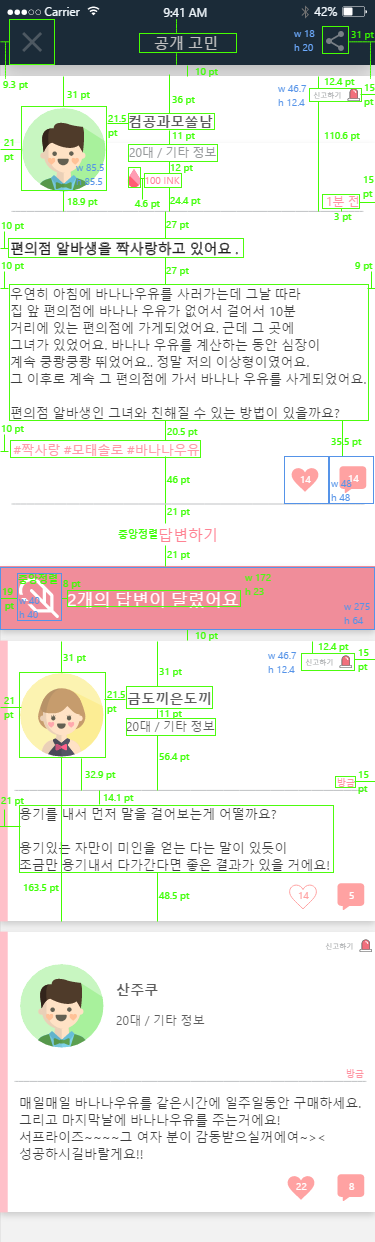 Carrier 9:41 AM 42%
공개 고민
w 18
h 20
31 pt
10 pt
9.3 pt
31 pt
36 pt
w 46.7
h 12.4
12.4 pt
15 pt
신고하기
21.5 pt
컴공과모쏠남
11 pt
110.6 pt
21 pt
20대 / 기타 정보
w 85.5
85.5
12 pt
100 INK
15 pt
18.9 pt
4.6 pt
24.4 pt
1분 전
3 pt
10 pt
27 pt
편의점 알바생을 짝사랑하고 있어요 .
10 pt
27 pt
9 pt
우연히 아침에 바나나우유를 사러가는데 그날 따라
집 앞 편의점에 바나나 우유가 없어서 걸어서 10분
거리에 있는 편의점에 가게되었어요. 근데 그 곳에
그녀가 있었어요. 바나나 우유를 계산하는 동안 심장이
계속 쿵쾅쿵쾅 뛰었어요.. 정말 저의 이상형이였어요.
그 이후로 계속 그 편의점에 가서 바나나 우유를 사게되었어요.
편의점 알바생인 그녀와 친해질 수 있는 방법이 있을까요?
10 pt
20.5 pt
35.5 pt
#짝사랑 #모태솔로 #바나나우유
46 pt
14
14
w 48
h 48
21 pt
중앙정렬
답변하기
21 pt
w 172
w 40
h 40
2개의 답변이 달렸어요
w 275
h 64
10 pt
31 pt
31 pt
w 46.7
h 12.4
12.4 pt
15 pt
신고하기
21 pt
21.5 pt
금도끼은도끼
11 pt
20대 / 기타 정보
56.4 pt
32.9 pt
15 pt
방글
21 pt
14.1 pt
용기를 내서 먼저 말을 걸어보는게 어떨까요?
용기있는 자만이 미인을 얻는 다는 말이 있듯이
조금만 용기내서 다가간다면 좋은 결과가 있을 거에요!
163.5 pt
48.5 pt
14
5
신고하기
산주쿠
20대 / 기타 정보
방글
매일매일 바나나우유를 같은시간에 일주일동안 구매하세요.
그리고 마지막날에 바나나우유를 주는거에요!
서프라이즈~~~~그 여자 분이 감동받으실꺼에여~><
성공하시길바랄게요!!
22
8